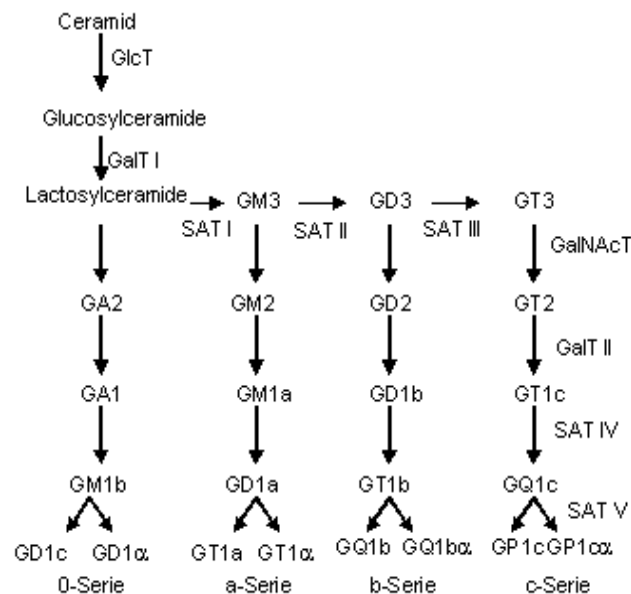 Ceramid
GlcT
Glucosylceramide
GalT I
Lactosylceramide GM3 GD3 GT3
SAT I SAT II SAT III
GalNAcT
GA2 GM2 GD2 GT2
GalT II
GA1 GM1a GD1b GT1c
SAT IV
GM1b GD1a GT1b GQ1c
SAT V
GD1c GD1α GT1a GT1α GQ1b GQ1bα GP1c GP1cα
0-Serie a-Serie b-Serie c-Serie